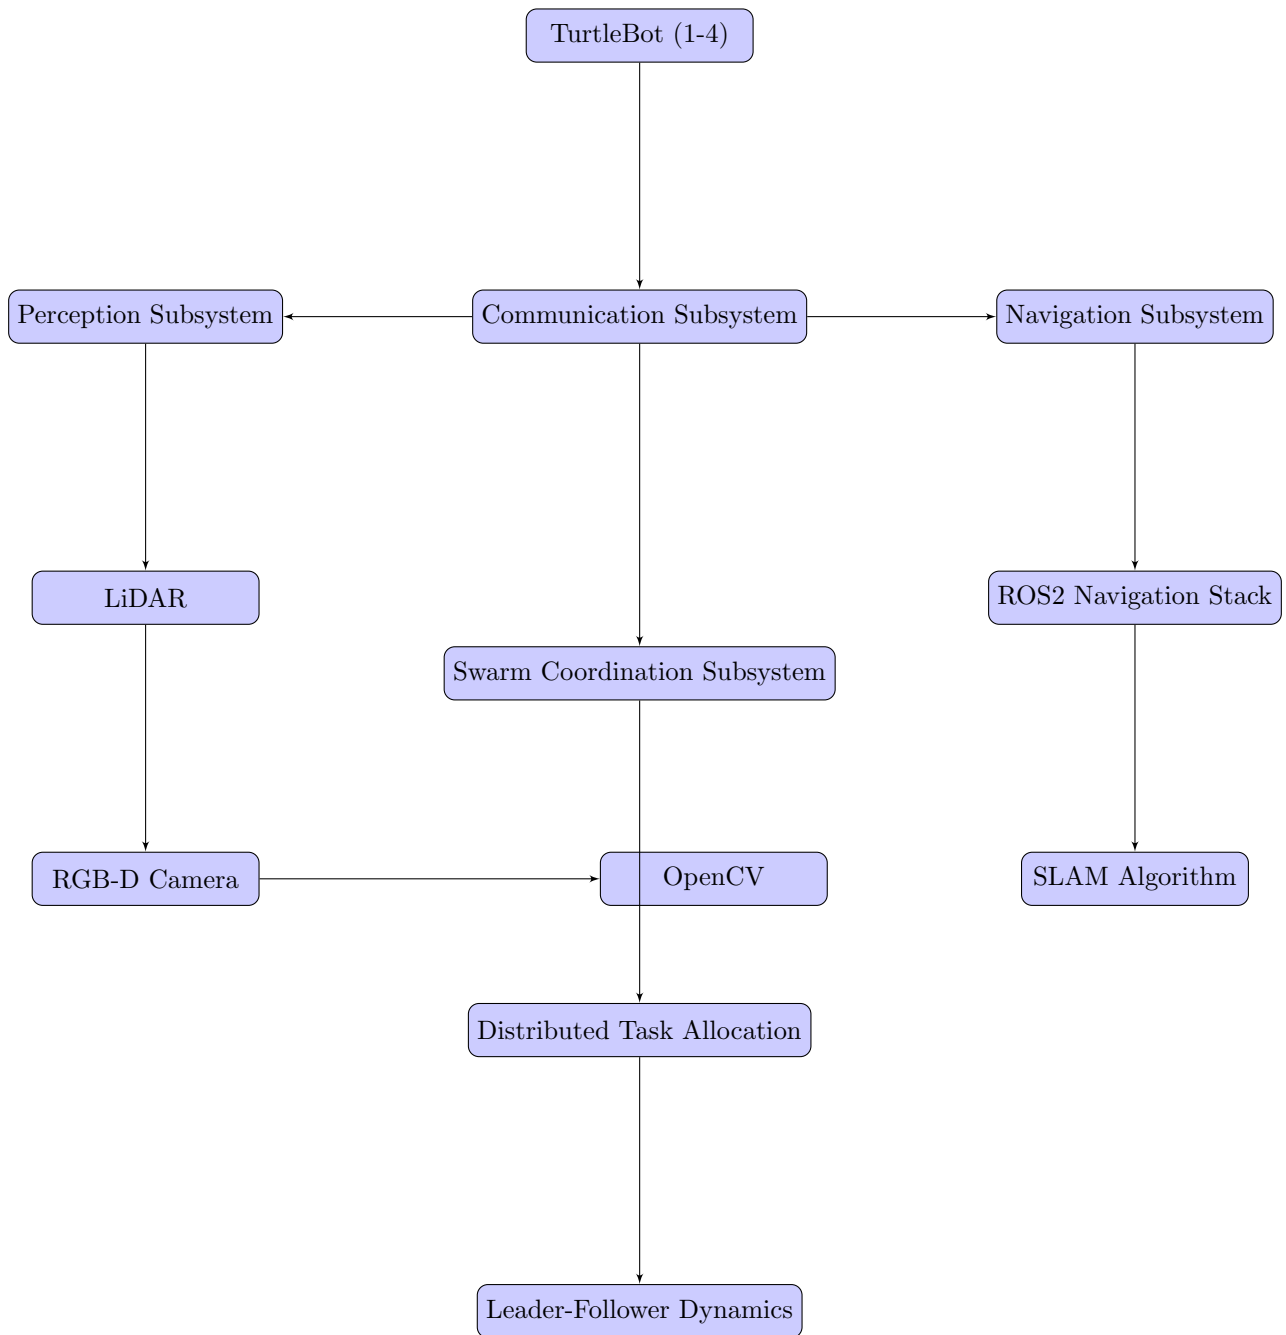 TurtleBot (1-4)
Perception Subsystem
Communication Subsystem
Navigation Subsystem
LiDAR
ROS2 Navigation Stack
Swarm Coordination Subsystem
RGB-D Camera
OpenCV
SLAM Algorithm
Distributed Task Allocation
Leader-Follower Dynamics